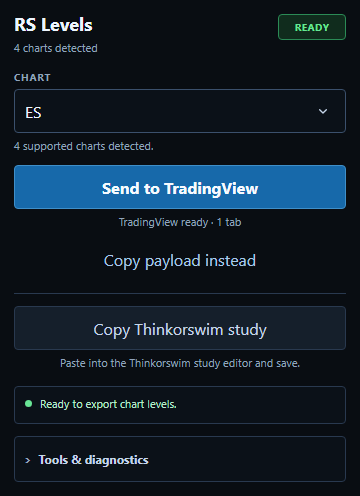 RS Levels
READY
4 charts detected
CHART
ES
4 supported charts detected.
Send to TradingView
TradingView ready · 1 tab
Copy payload instead
Copy Thinkorswim study
Paste into the Thinkorswim study editor and save.
Ready to export chart levels.
› Tools & diagnostics